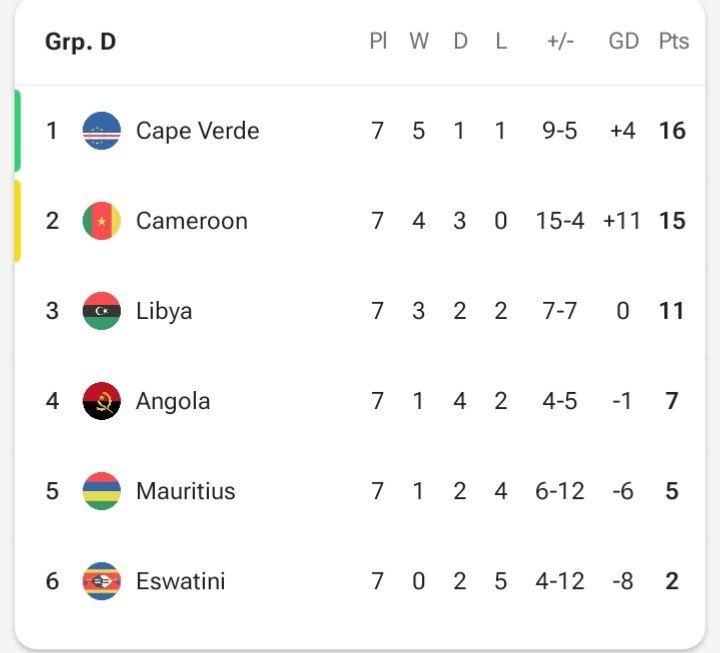 Grp. D Pl W D L +/- GD Pts
1 Cape Verde 7 5 1 1 9-5 +4 16
2 Cameroon 7 4 3 0 15-4 +11 15
3 Libya 7 3 2 2 7-7 0 11
4 Angola 7 1 4 2 4-5 -1 7
5 Mauritius 7 1 2 4 6-12 -6 5
6 Eswatini 7 0 2 5 4-12 -8 2